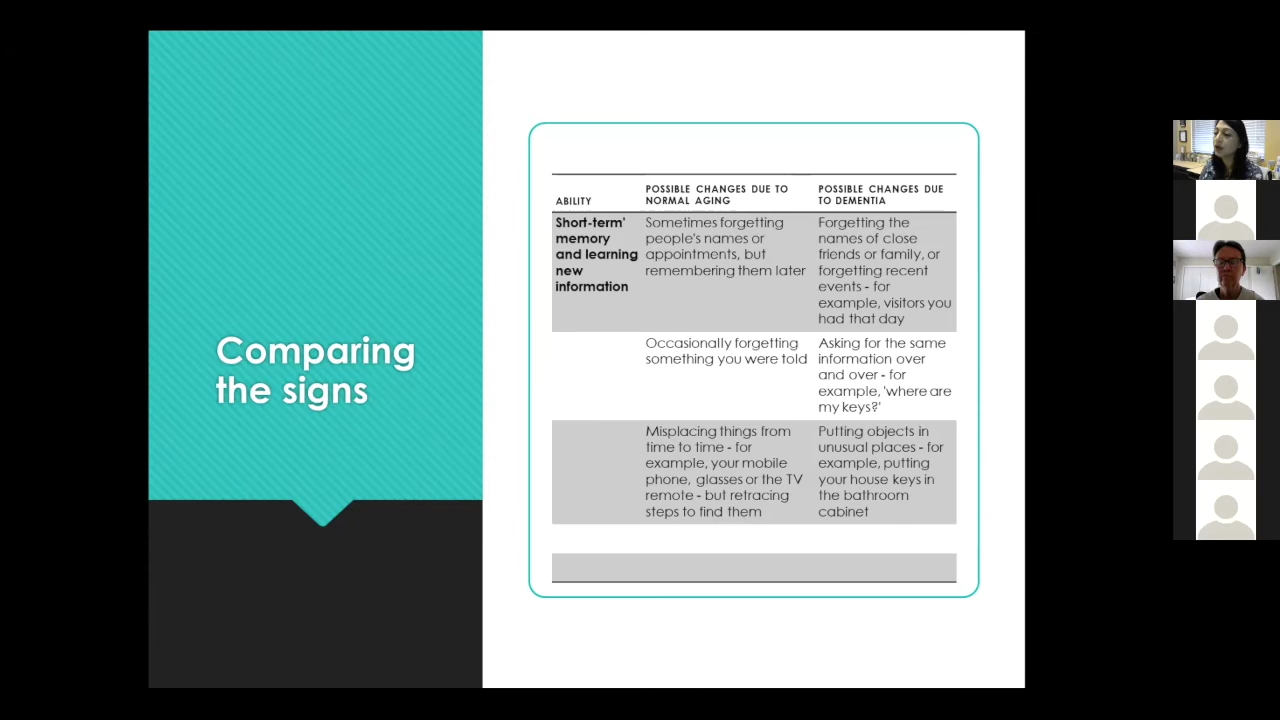 Comparing
the signs
ABILITY
POSSIBLE CHANGES DUE TO
NORMAL AGING
POSSIBLE CHANGES DUE
TO DEMENTIA
Short-term'
memory
and learning
new
information
Sometimes forgetting
people's names or
appointments, but
remembering them later
Forgetting the
names of close
friends or family, or
forgetting recent
events - for
example, visitors you
had that day
Occasionally forgetting
something you were told
Asking for the same
information over
and over - for
example, 'where are
my keys?'
Misplacing things from
time to time - for
example, your mobile
phone, glasses or the TV
remote - but retracing
steps to find them
Putting objects in
unusual places - for
example, putting
your house keys in
the bathroom
cabinet